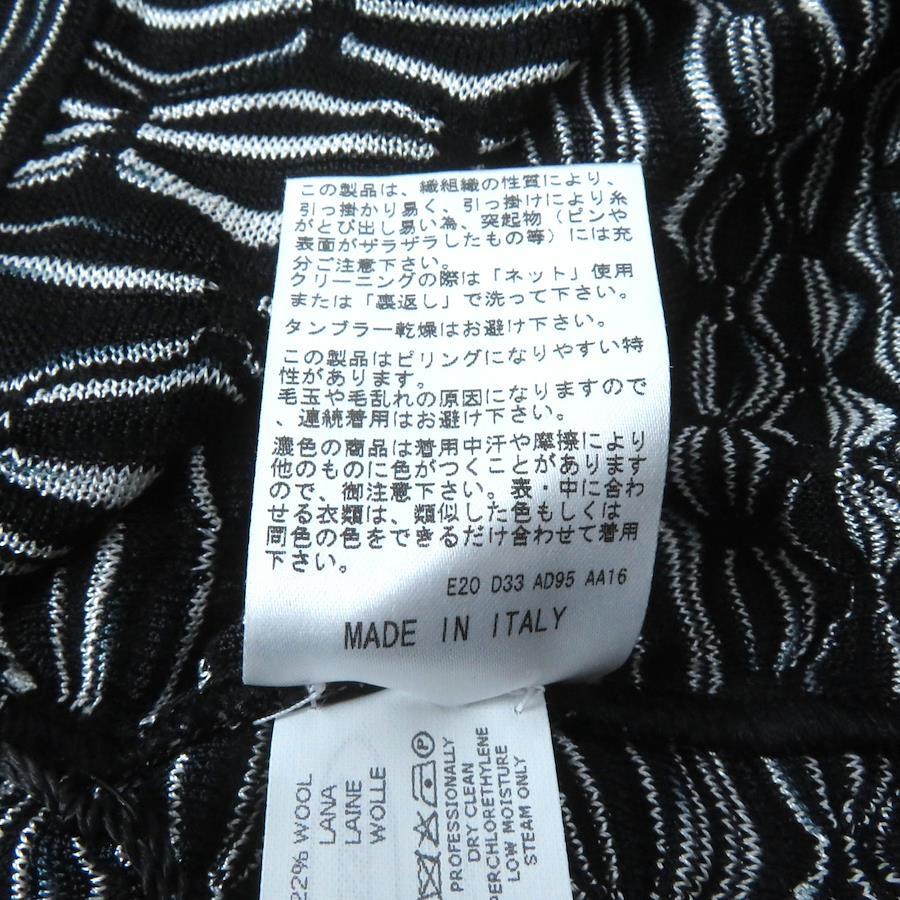 この製品は、織組織の性質により、
引っ掛かり易く、引っ掛けにより糸
がとび出し易い為、突起物（ピンや
表面がザラザラしたもの等）には充
分ご注意下さい。
クリーニングの際は「ネット」使用
または「裏返し」で洗って下さい。
タンブラー乾燥はお避け下さい。
この製品はピリングになりやすい特
性があります。
毛玉や毛乱れの原因になりますので
、連続着用はお避け下さい。
濃色の商品は着用中汗や摩擦により
他のものに色がつくことがあります
ので、御注意下さい。表・中に合わ
せる衣類は、類似した色もしくは
同色の色をできるだけ合わせて着用
下さい。
E20 D33 AD95 AA16
MADE IN ITALY
22% WOOL
LANA
LAINE
WOLLE
P
PROFESSIONALLY
DRY CLEAN
PERCHLORETHYLENE
LOW MOISTURE
STEAM ONLY